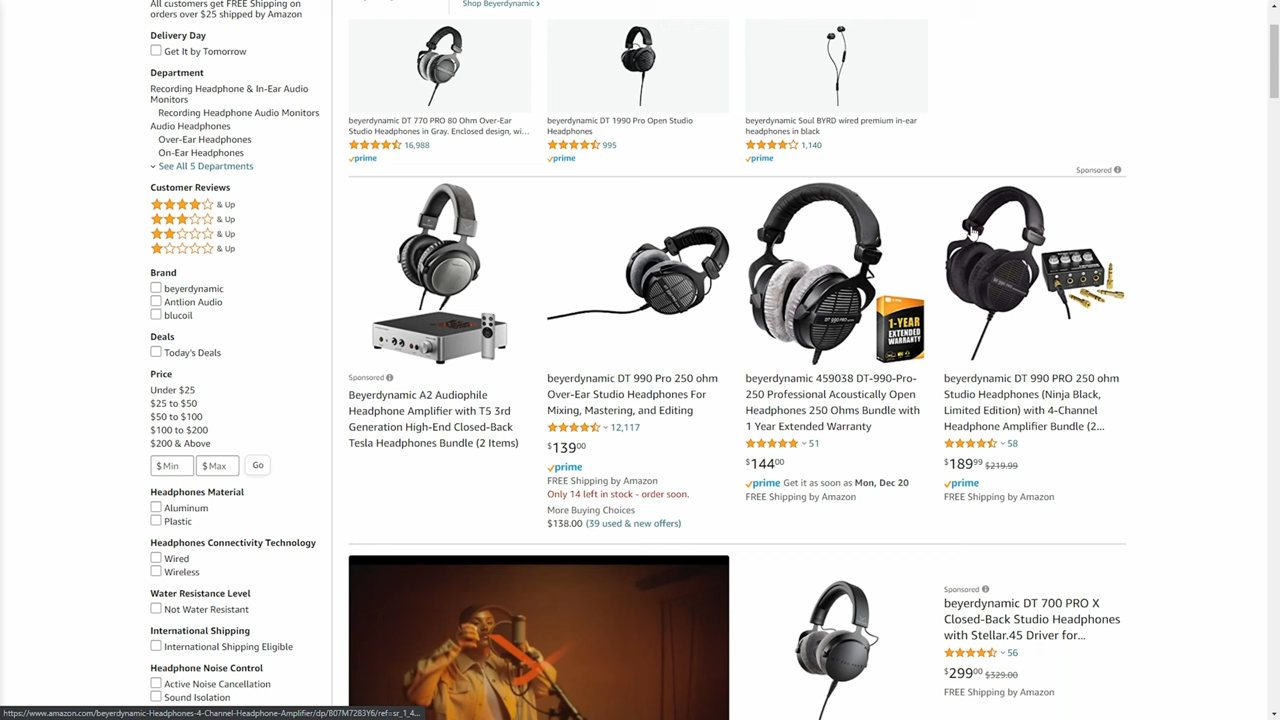 All customers get FREE Shipping on
orders over $25 shipped by Amazon
Delivery Day
Get It by Tomorrow
Department
Recording Headphone & In-Ear Audio
Monitors
Recording Headphone Audio Monitors
Audio Headphones
Over-Ear Headphones
On-Ear Headphones
See All 5 Departments
Customer Reviews
& Up
& Up
& Up
& Up
Brand
beyerdynamic
Antlion Audio
blucoil
Deals
Today's Deals
Price
Under $25
$25 to $50
$50 to $100
$100 to $200
$200 & Above
$ Min
$ Max
Go
Headphones Material
Aluminum
Plastic
Headphones Connectivity Technology
Wired
Wireless
Water Resistance Level
Not Water Resistant
International Shipping
International Shipping Eligible
Headphone Noise Control
Active Noise Cancellation
Sound Isolation
Shop Beyerdynamic ›
beyerdynamic DT 770 PRO 80 Ohm Over-Ear
Studio Headphones in Gray. Enclosed design, wi...
16,988
prime
beyerdynamic DT 1990 Pro Open Studio
Headphones
995
prime
beyerdynamic Soul BYRD wired premium in-ear
headphones in black
1,140
prime
Sponsored
Sponsored
Beyerdynamic A2 Audiophile
Headphone Amplifier with T5 3rd
Generation High-End Closed-Back
Tesla Headphones Bundle (2 Items)
beyerdynamic DT 990 Pro 250 ohm
Over-Ear Studio Headphones For
Mixing, Mastering, and Editing
12,117
$13900
prime
FREE Shipping by Amazon
Only 14 left in stock - order soon.
More Buying Choices
$138.00 (39 used & new offers)
DT 990 PRO
1-YEAR
EXTENDED
WARRANTY
beyerdynamic 459038 DT-990-Pro-
250 Professional Acoustically Open
Headphones 250 Ohms Bundle with
1 Year Extended Warranty
51
$14400
prime Get it as soon as Mon, Dec 20
FREE Shipping by Amazon
beyerdynamic DT 990 PRO 250 ohm
Studio Headphones (Ninja Black,
Limited Edition) with 4-Channel
Headphone Amplifier Bundle (2...
58
$18999 $219.99
prime
FREE Shipping by Amazon
Sponsored
beyerdynamic DT 700 PRO X
Closed-Back Studio Headphones
with Stellar.45 Driver for...
56
$29900 $329.00
FREE Shipping by Amazon
https://www.amazon.com/beyerdynamic-Headphones-4-Channel-Headphone-Amplifier/dp/B07M7283Y6/ref=sr_1_4...